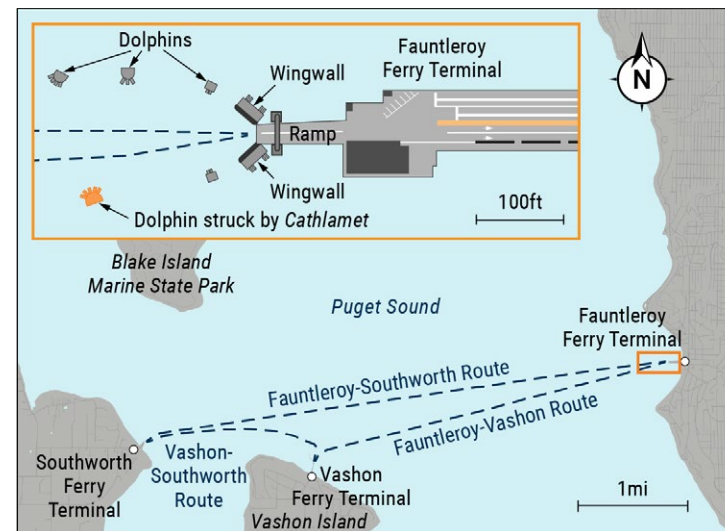 Dolphins
Wingwall
Fauntleroy
Ferry Terminal
N
Ramp
Wingwall
100ft
Dolphin struck by Cathlamet
Blake Island
Marine State Park
Puget Sound
Fauntleroy
Ferry Terminal
Fauntleroy-Southworth Route
Fauntleroy-Vashon Route
Southworth
Ferry
Terminal
Vashon-
Southworth
Route
Vashon
Ferry Terminal
Vashon Island
1mi